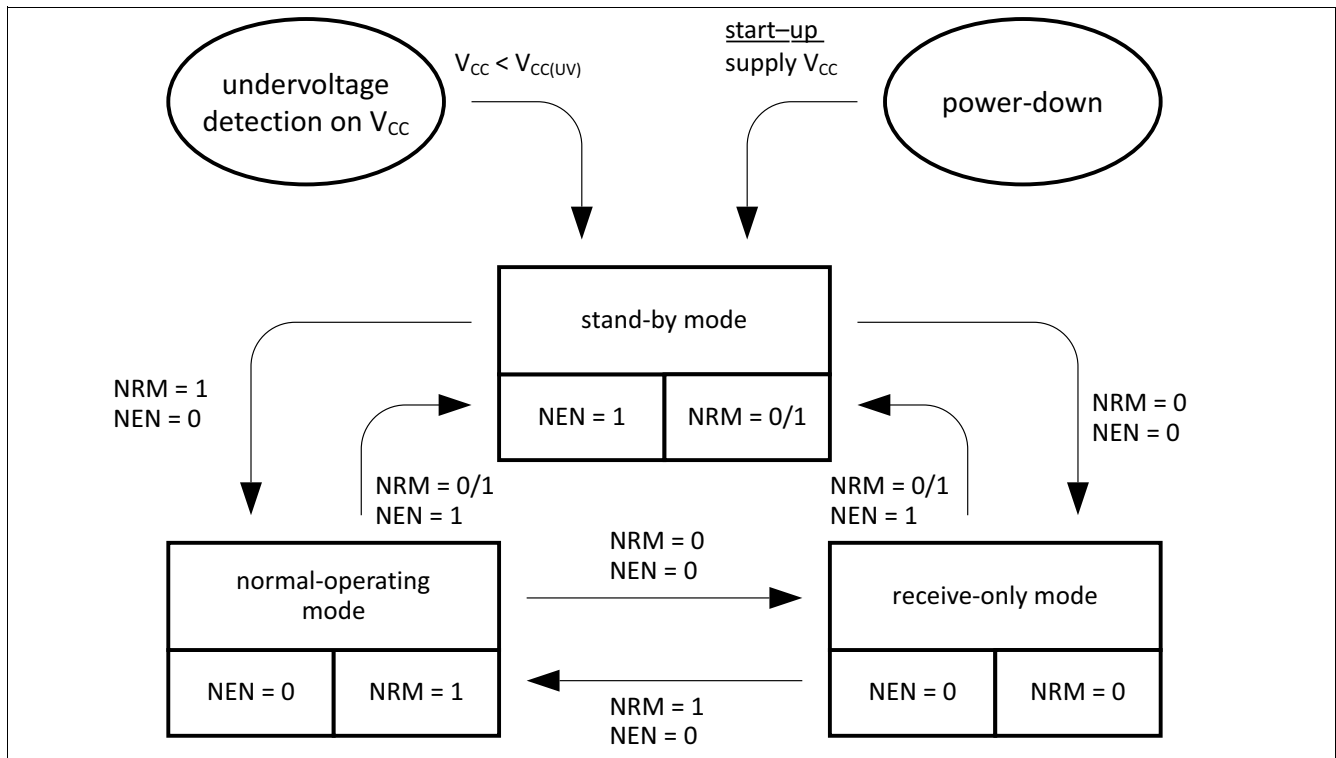 undervoltage
detection on VCC
VCC < VCC(UV)
start–up
supply VCC
power-down
stand-by mode
NEN = 1
NRM = 0/1
NRM = 1
NEN = 0
NRM = 0
NEN = 0
NRM = 0/1
NEN = 1
NRM = 0/1
NEN = 1
NRM = 0
NEN = 0
normal-operating
mode
NEN = 0
NRM = 1
receive-only mode
NEN = 0
NRM = 0
NRM = 1
NEN = 0